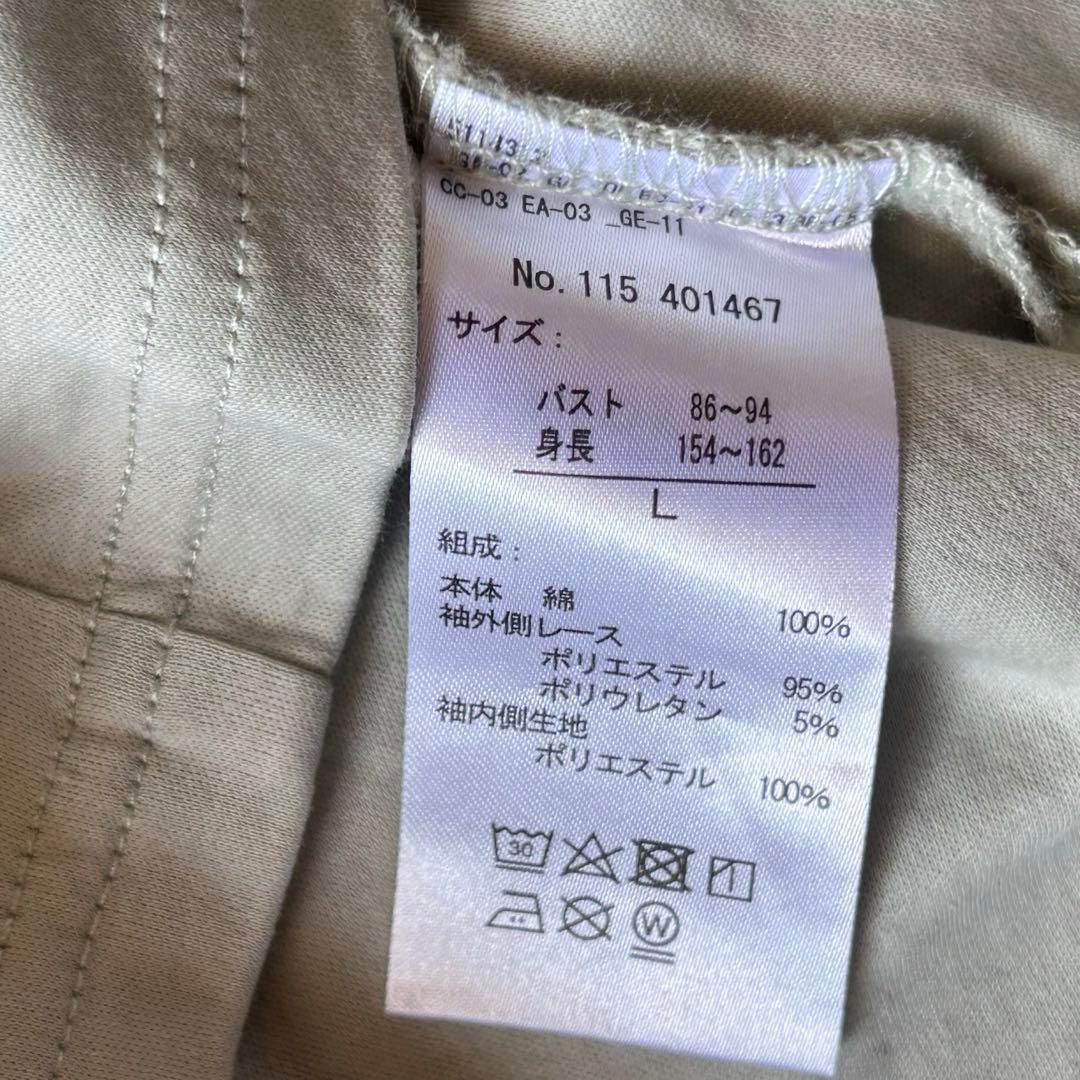 CC-03 EA-03 _GE-11
No. 115 401467
サイズ:
バスト 86~94
身長 154~162
L
組成:
本体 綿 100%
袖外側レース
ポリエステル 95%
ポリウレタン 5%
袖内側生地
ポリエステル 100%
30
W